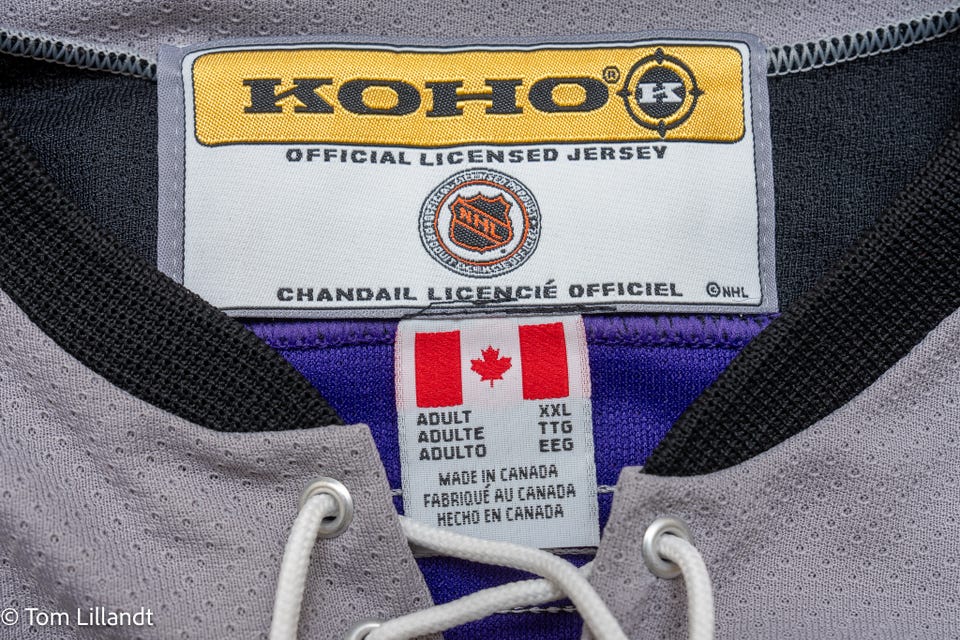 KOHO® K
OFFICIAL LICENSED JERSEY
NHL
CHANDAIL LICENCIÉ OFFICIEL ©NHL
ADULT XXL
ADULTE TTG
ADULTO EEG
MADE IN CANADA
FABRIQUÉ AU CANADA
HECHO EN CANADA
© Tom Lillandt